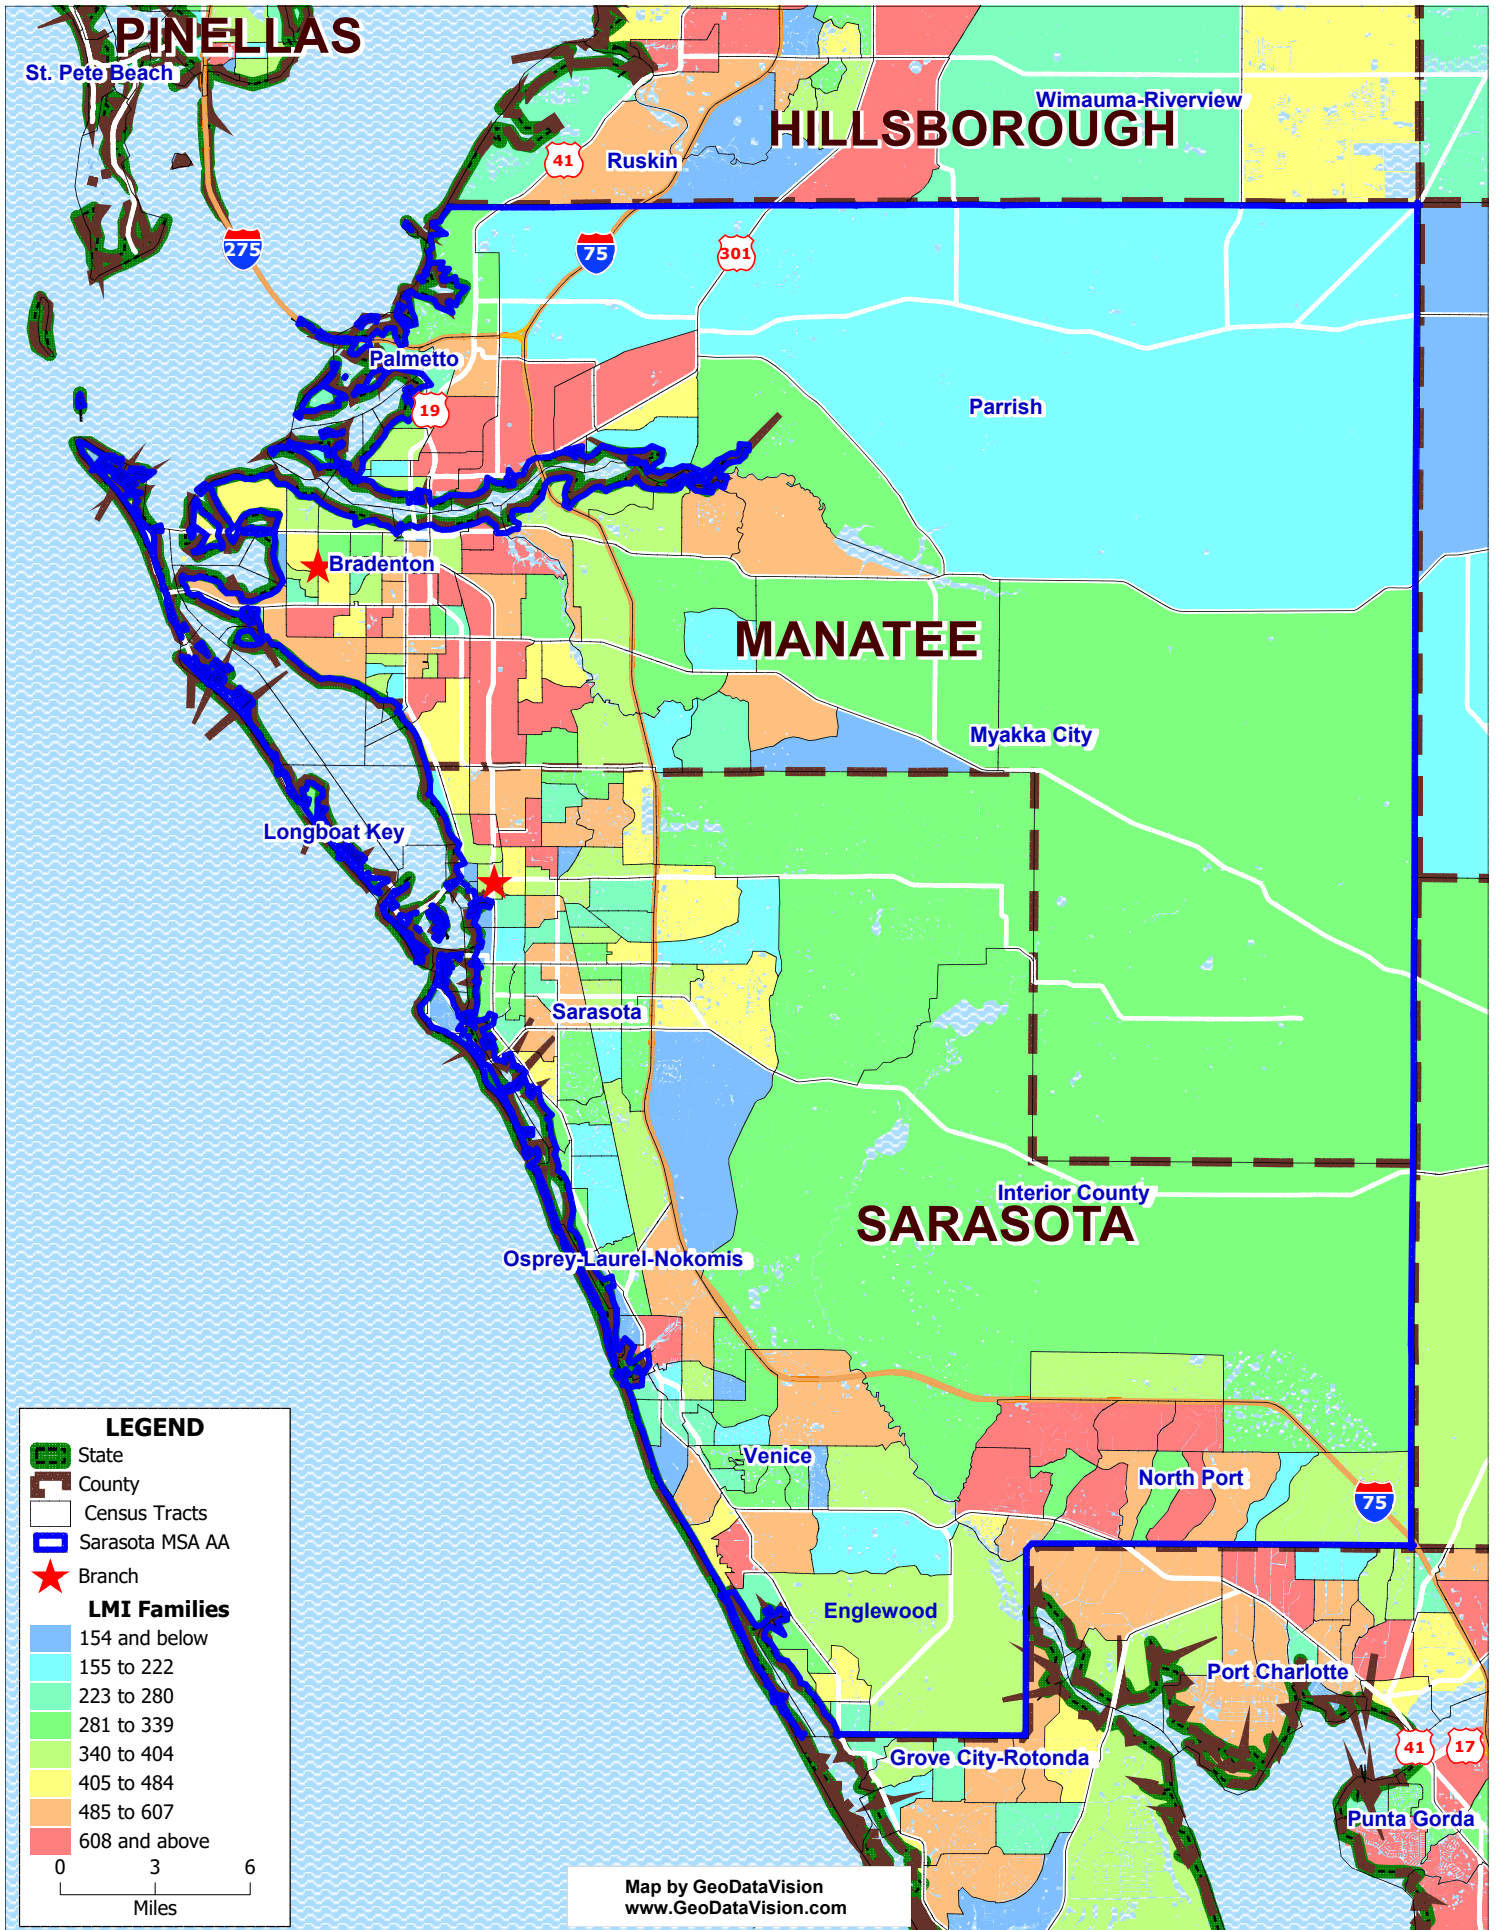 PINELLAS
St. Pete Beach
Wimauma-Riverview
HILLSBOROUGH
41
Ruskin
275
75
301
Palmetto
19
Parrish
Bradenton
MANATEE
Myakka City
Longboat Key
Sarasota
Interior County
SARASOTA
Osprey-Laurel-Nokomis
Venice
North Port
75
Englewood
Port Charlotte
Grove City-Rotonda
41
17
Punta Gorda
LEGEND
State
County
Census Tracts
Sarasota MSA AA
Branch
LMI Families
154 and below
155 to 222
223 to 280
281 to 339
340 to 404
405 to 484
485 to 607
608 and above
0 3 6
Miles
Map by GeoDataVision
www.GeoDataVision.com